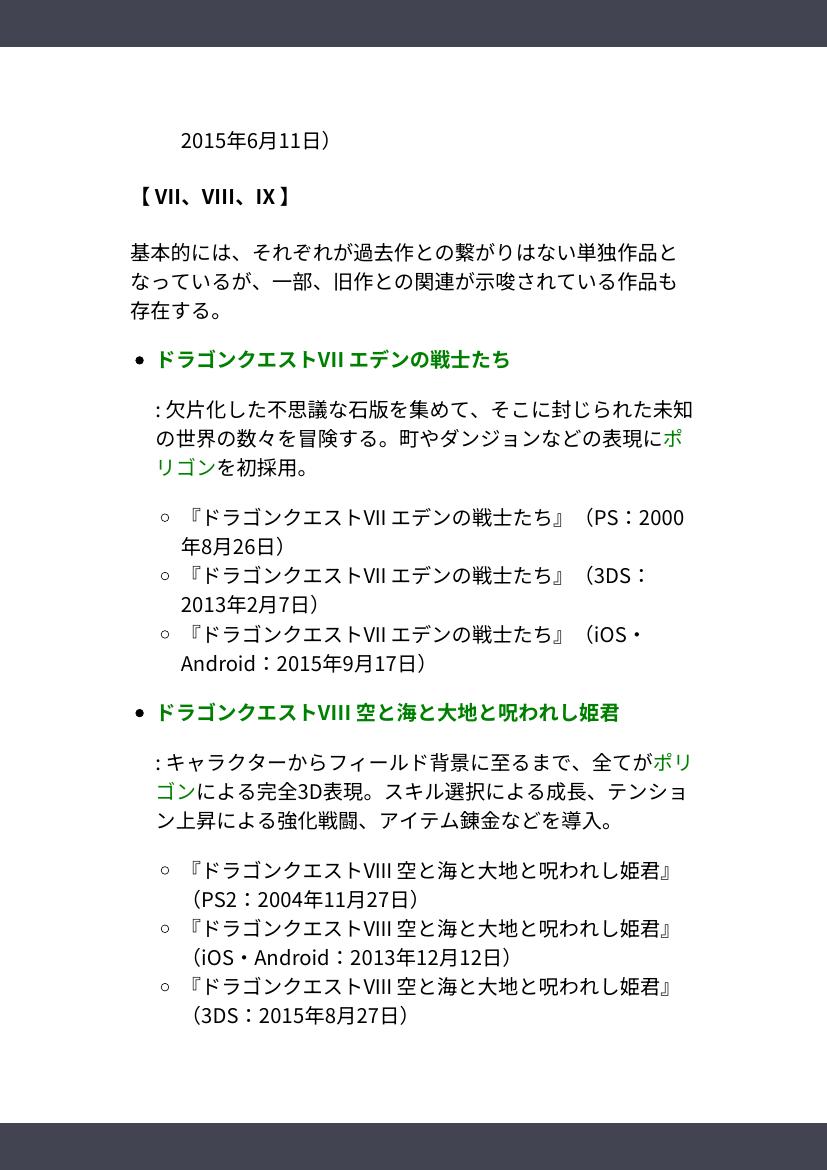 2015年6月11日）
【 VII、VIII、IX 】
基本的には、それぞれが過去作との繋がりはない単独作品と
なっているが、一部、旧作との関連が示唆されている作品も
存在する。
• ドラゴンクエストVII エデンの戦士たち
: 欠片化した不思議な石版を集めて、そこに封じられた未知
の世界の数々を冒険する。町やダンジョンなどの表現にポ
リゴンを初採用。
◦ 『ドラゴンクエストVII エデンの戦士たち』（PS：2000
年8月26日）
◦ 『ドラゴンクエストVII エデンの戦士たち』（3DS：
2013年2月7日）
◦ 『ドラゴンクエストVII エデンの戦士たち』（iOS・
Android：2015年9月17日）
• ドラゴンクエストVIII 空と海と大地と呪われし姫君
: キャラクターからフィールド背景に至るまで、全てがポリ
ゴンによる完全3D表現。スキル選択による成長、テンショ
ン上昇による強化戦闘、アイテム錬金などを導入。
◦ 『ドラゴンクエストVIII 空と海と大地と呪われし姫君』
（PS2：2004年11月27日）
◦ 『ドラゴンクエストVIII 空と海と大地と呪われし姫君』
（iOS・Android：2013年12月12日）
◦ 『ドラゴンクエストVIII 空と海と大地と呪われし姫君』
（3DS：2015年8月27日）